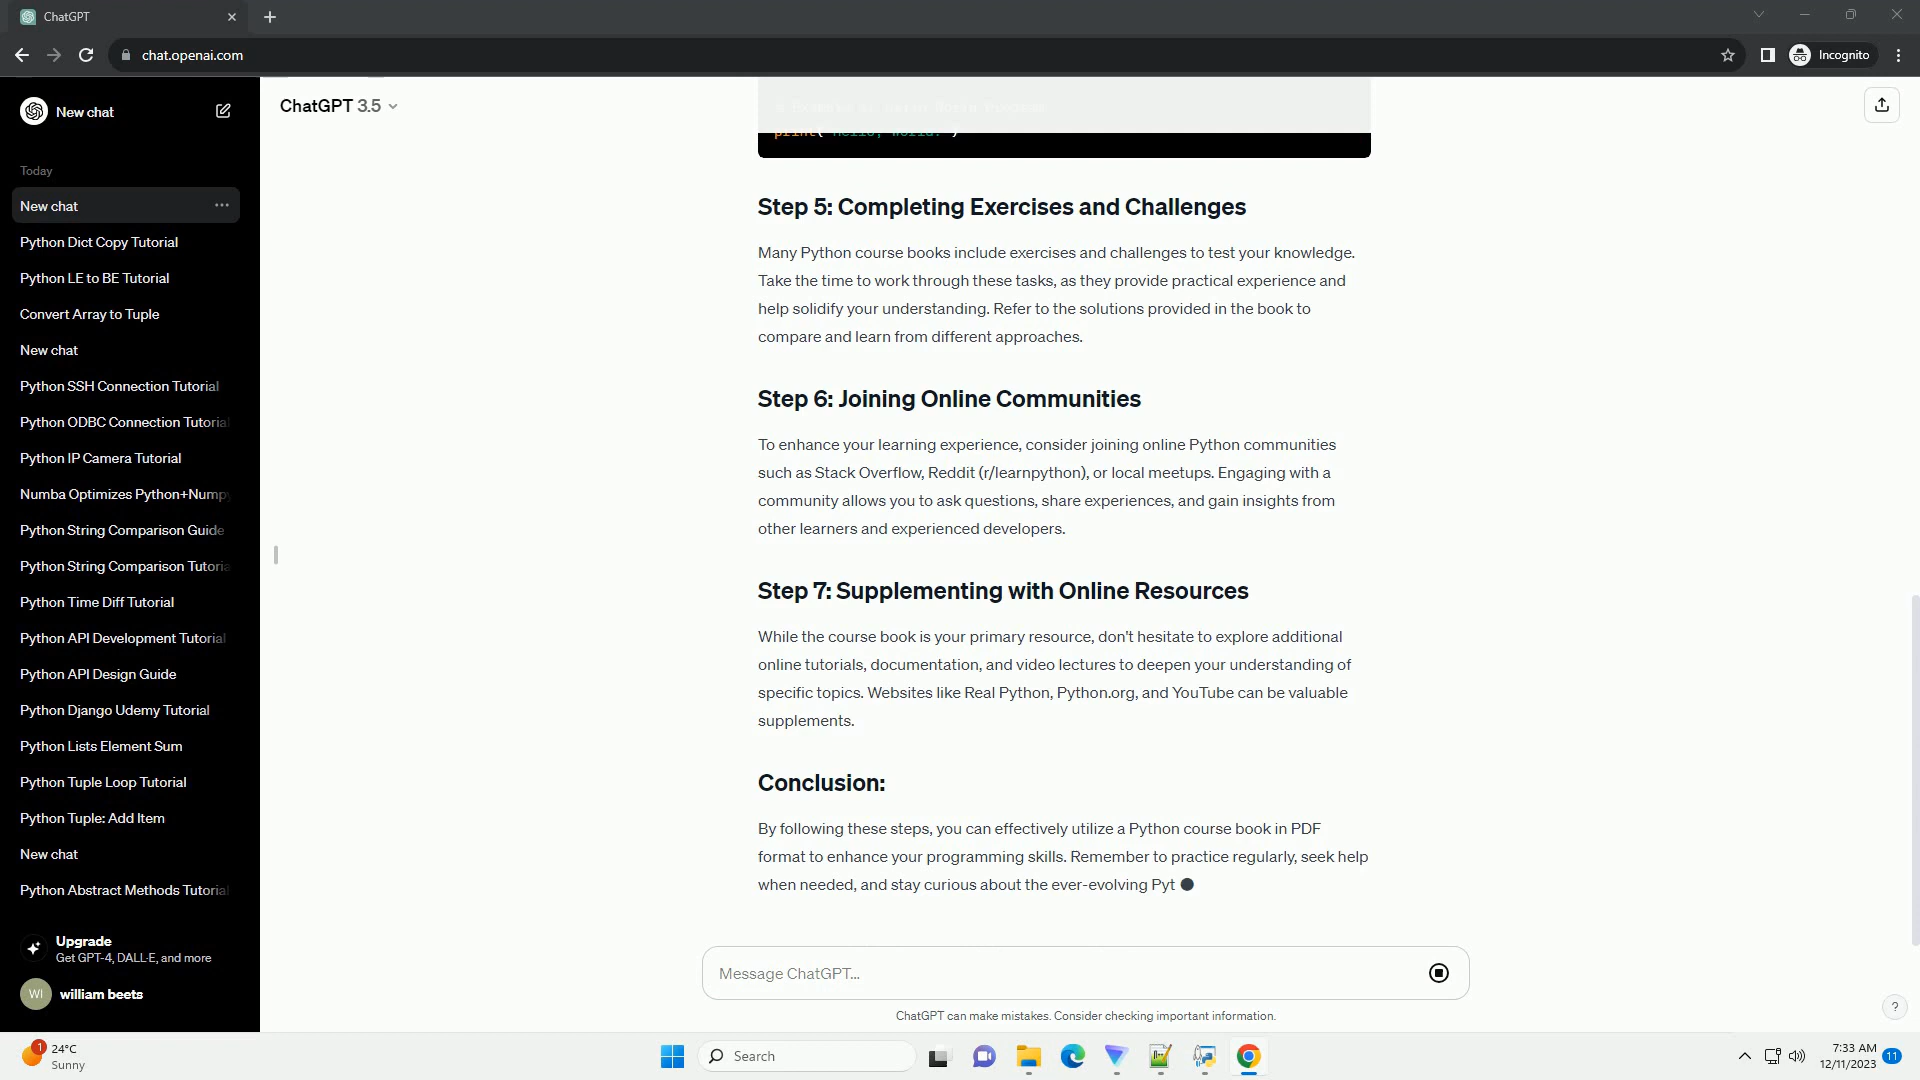 ChatGPT
chat.openai.com
Incognito
New chat
ChatGPT 3.5
Today
New chat
Python Dict Copy Tutorial
Python LE to BE Tutorial
Convert Array to Tuple
New chat
Python SSH Connection Tutorial
Python ODBC Connection Tutorial
Python IP Camera Tutorial
Numba Optimizes Python+Numpy
Python String Comparison Guide
Python String Comparison Tutoria
Python Time Diff Tutorial
Python API Development Tutorial
Python API Design Guide
Python Django Udemy Tutorial
Python Lists Element Sum
Python Tuple Loop Tutorial
Python Tuple: Add Item
New chat
Python Abstract Methods Tutorial
Upgrade
Get GPT-4, DALL·E, and more
WI
william beets
Step 5: Completing Exercises and Challenges
Many Python course books include exercises and challenges to test your knowledge.
Take the time to work through these tasks, as they provide practical experience and
help solidify your understanding. Refer to the solutions provided in the book to
compare and learn from different approaches.
Step 6: Joining Online Communities
To enhance your learning experience, consider joining online Python communities
such as Stack Overflow, Reddit (r/learnpython), or local meetups. Engaging with a
community allows you to ask questions, share experiences, and gain insights from
other learners and experienced developers.
Step 7: Supplementing with Online Resources
While the course book is your primary resource, don't hesitate to explore additional
online tutorials, documentation, and video lectures to deepen your understanding of
specific topics. Websites like Real Python, Python.org, and YouTube can be valuable
supplements.
Conclusion:
By following these steps, you can effectively utilize a Python course book in PDF
format to enhance your programming skills. Remember to practice regularly, seek help
when needed, and stay curious about the ever-evolving Pyt
Message ChatGPT...
ChatGPT can make mistakes. Consider checking important information.
?
1
24°C
Sunny
Search
7:33 AM
12/11/2023
11